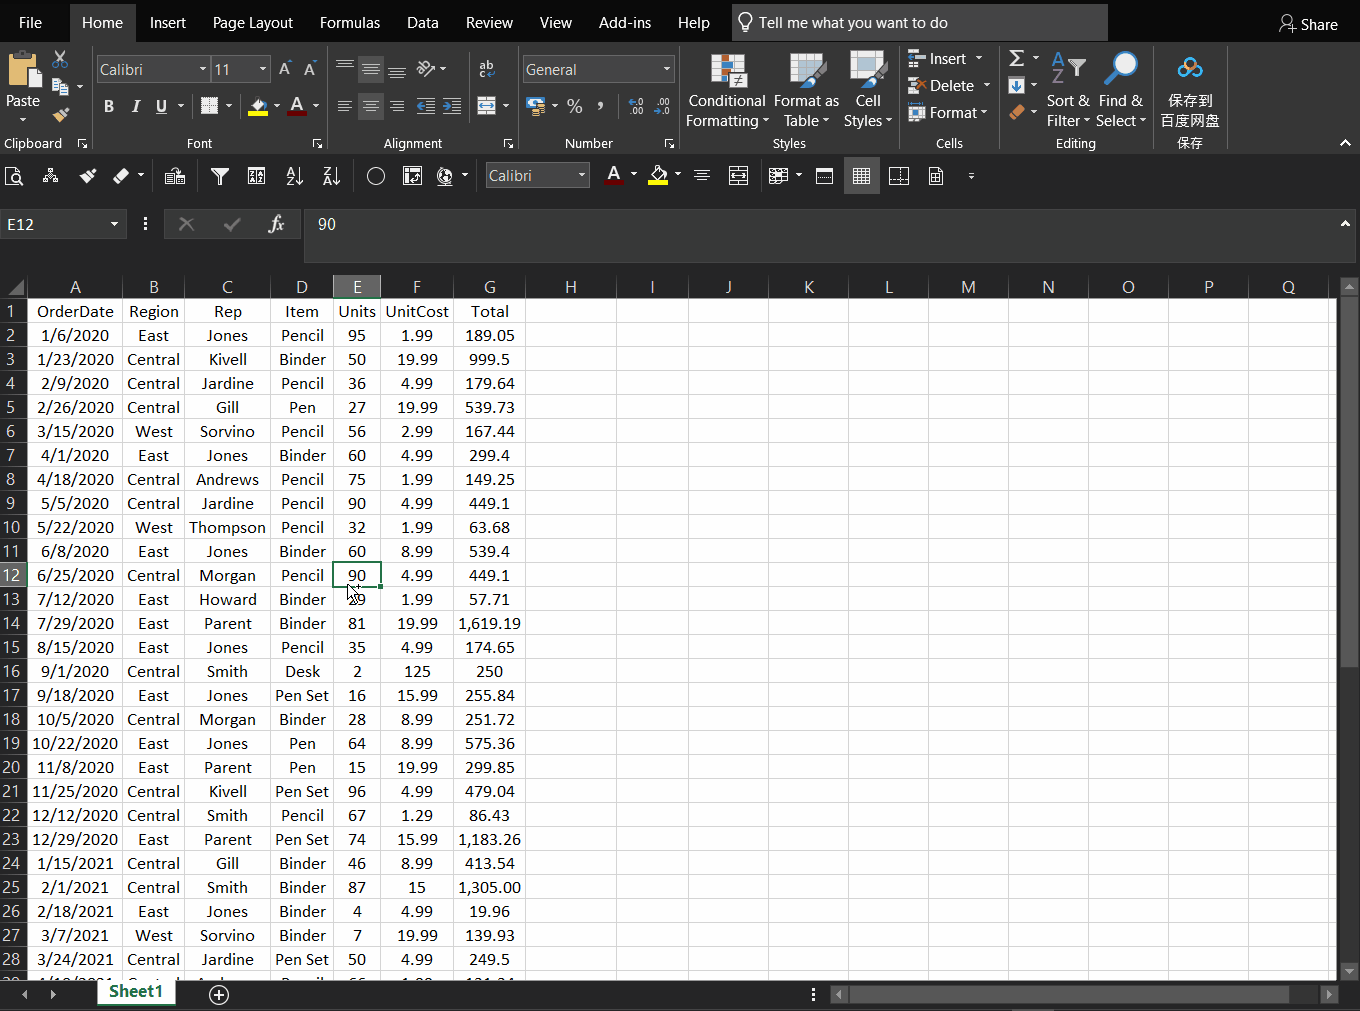 File Home Insert Page Layout Formulas Data Review View Add-ins Help Tell me what you want to do Share
Paste Calibri 11 A A ab General Insert Σ A Z
B I U A % , .0 .00 .00 .0 Conditional Formatting Format as Table Cell Styles Delete Format Sort & Filter Find & Select 保存到 百度网盘
Clipboard Font Alignment Number Styles Cells Editing 保存
Calibri A
E12 fx 90
A B C D E F G H I J K L M N O P Q
1 OrderDate Region Rep Item Units UnitCost Total
2 1/6/2020 East Jones Pencil 95 1.99 189.05
3 1/23/2020 Central Kivell Binder 50 19.99 999.5
4 2/9/2020 Central Jardine Pencil 36 4.99 179.64
5 2/26/2020 Central Gill Pen 27 19.99 539.73
6 3/15/2020 West Sorvino Pencil 56 2.99 167.44
7 4/1/2020 East Jones Binder 60 4.99 299.4
8 4/18/2020 Central Andrews Pencil 75 1.99 149.25
9 5/5/2020 Central Jardine Pencil 90 4.99 449.1
10 5/22/2020 West Thompson Pencil 32 1.99 63.68
11 6/8/2020 East Jones Binder 60 8.99 539.4
12 6/25/2020 Central Morgan Pencil 90 4.99 449.1
13 7/12/2020 East Howard Binder 29 1.99 57.71
14 7/29/2020 East Parent Binder 81 19.99 1,619.19
15 8/15/2020 East Jones Pencil 35 4.99 174.65
16 9/1/2020 Central Smith Desk 2 125 250
17 9/18/2020 East Jones Pen Set 16 15.99 255.84
18 10/5/2020 Central Morgan Binder 28 8.99 251.72
19 10/22/2020 East Jones Pen 64 8.99 575.36
20 11/8/2020 East Parent Pen 15 19.99 299.85
21 11/25/2020 Central Kivell Pen Set 96 4.99 479.04
22 12/12/2020 Central Smith Pencil 67 1.29 86.43
23 12/29/2020 East Parent Pen Set 74 15.99 1,183.26
24 1/15/2021 Central Gill Binder 46 8.99 413.54
25 2/1/2021 Central Smith Binder 87 15 1,305.00
26 2/18/2021 East Jones Binder 4 4.99 19.96
27 3/7/2021 West Sorvino Binder 7 19.99 139.93
28 3/24/2021 Central Jardine Pen Set 50 4.99 249.5
Sheet1